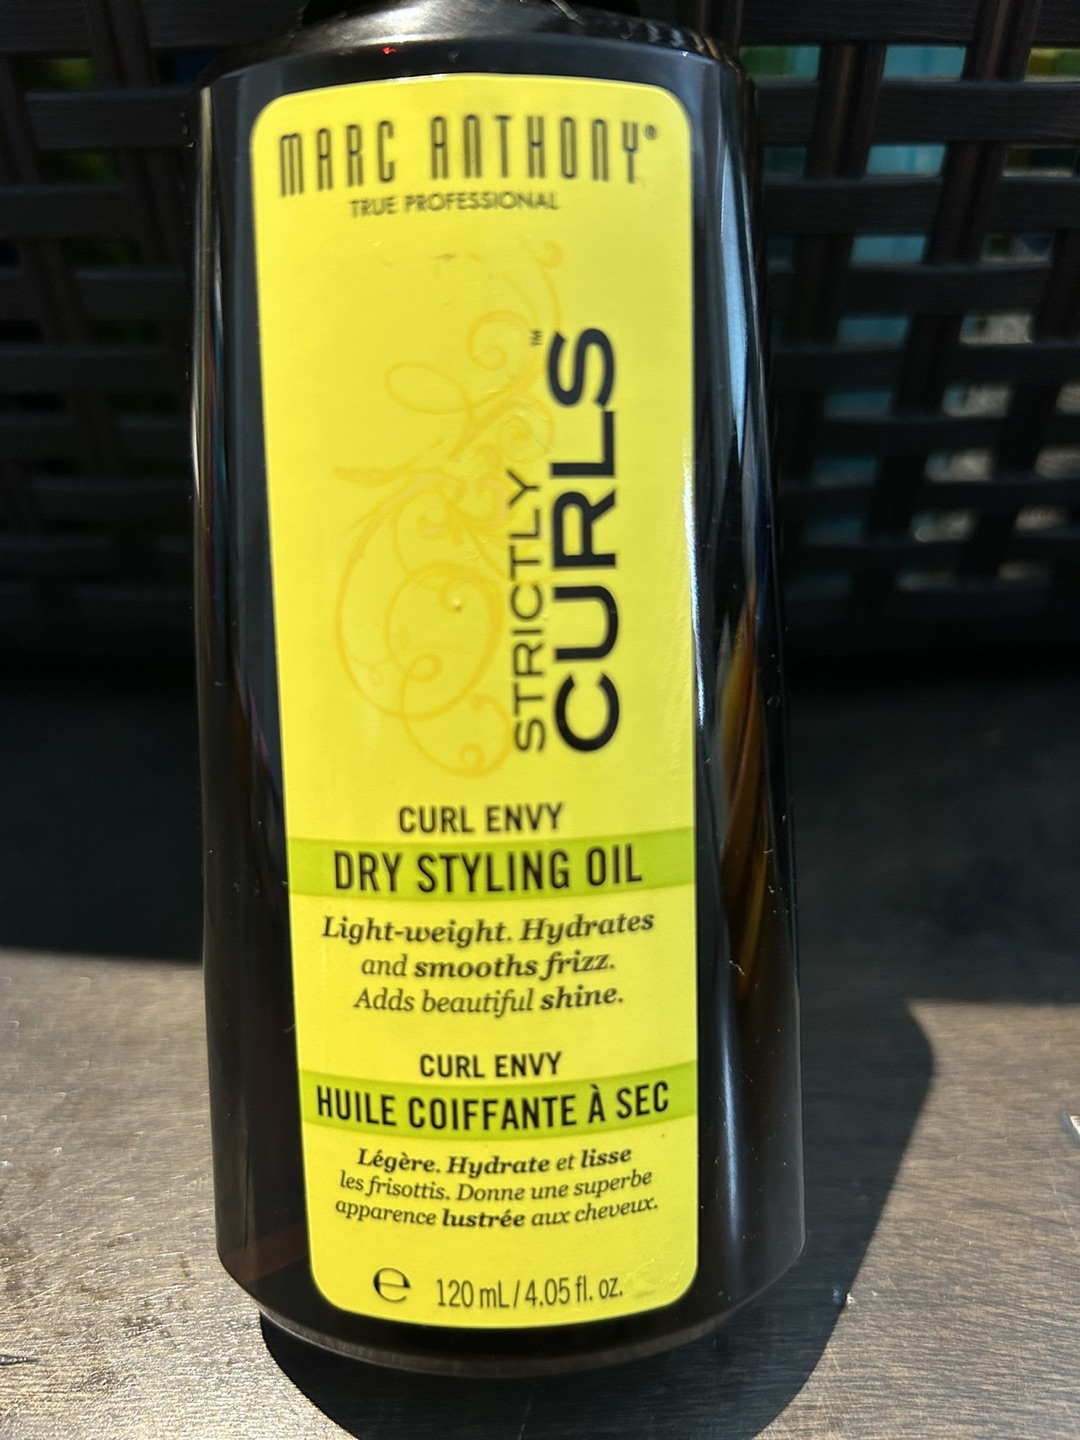 MARC ANTHONY®
TRUE PROFESSIONAL
STRICTLY
CURLS™
CURL ENVY
DRY STYLING OIL
Light-weight. Hydrates
and smooths frizz.
Adds beautiful shine.
CURL ENVY
HUILE COIFFANTE À SEC
Légère. Hydrate et lisse
les frisottis. Donne une superbe
apparence lustrée aux cheveux.
℮ 120 mL / 4.05 fl. oz.